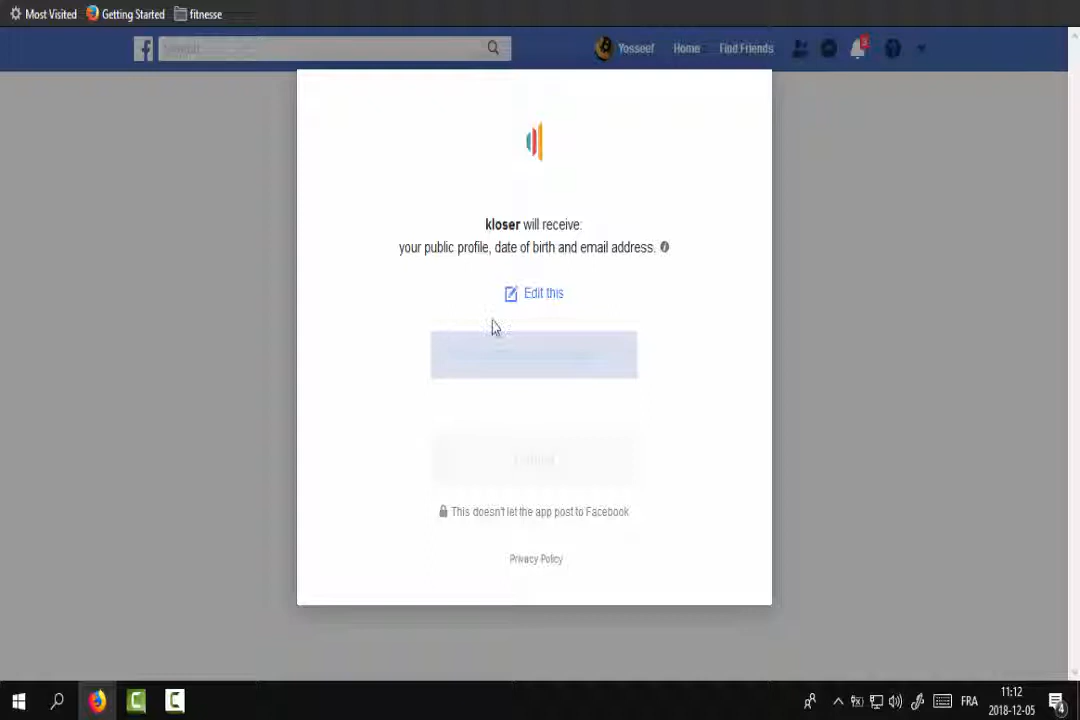 Most Visited Getting Started fitnesse
Yosseef Home Find Friends
kloser will receive:
your public profile, date of birth and email address.
Edit this
This doesn't let the app post to Facebook
Privacy Policy
11:12
FRA
2018-12-05
4